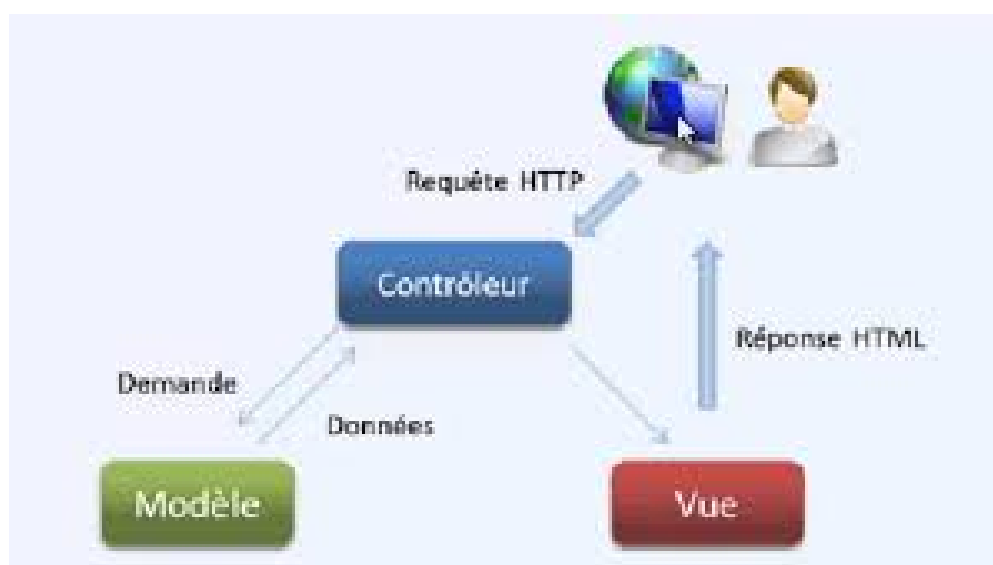 Requête HTTP
Contrôleur
Réponse HTML
Demande
Données
Modèle
Vue